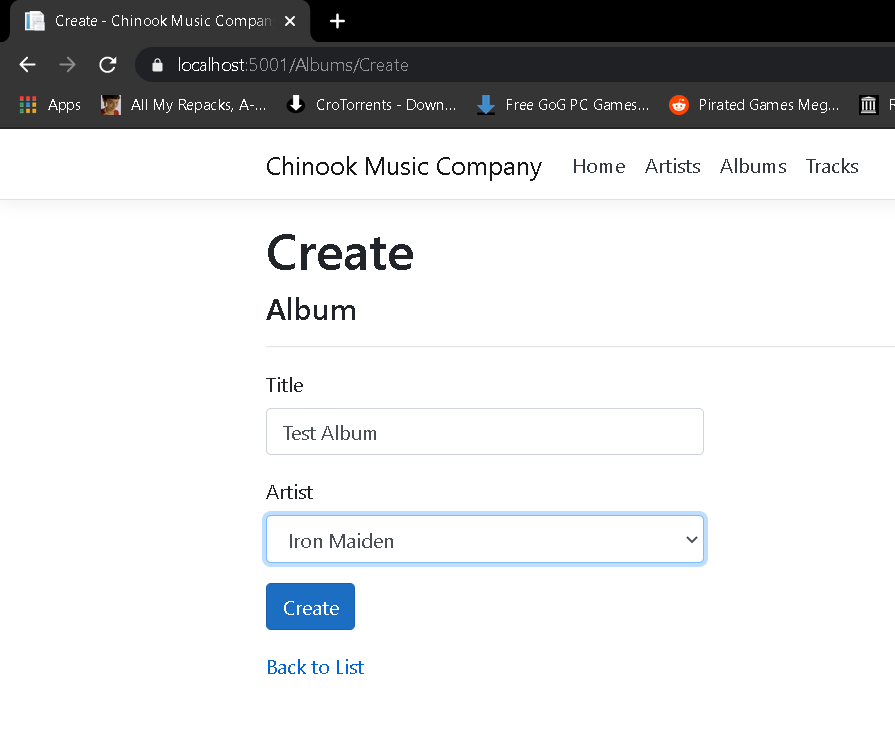 Create - Chinook Music Compan
localhost:5001/Albums/Create
Apps All My Repacks, A-... CroTorrents - Down... Free GoG PC Games... Pirated Games Meg...
Chinook Music Company Home Artists Albums Tracks
Create
Album
Title
Test Album
Artist
Iron Maiden
Create
Back to List